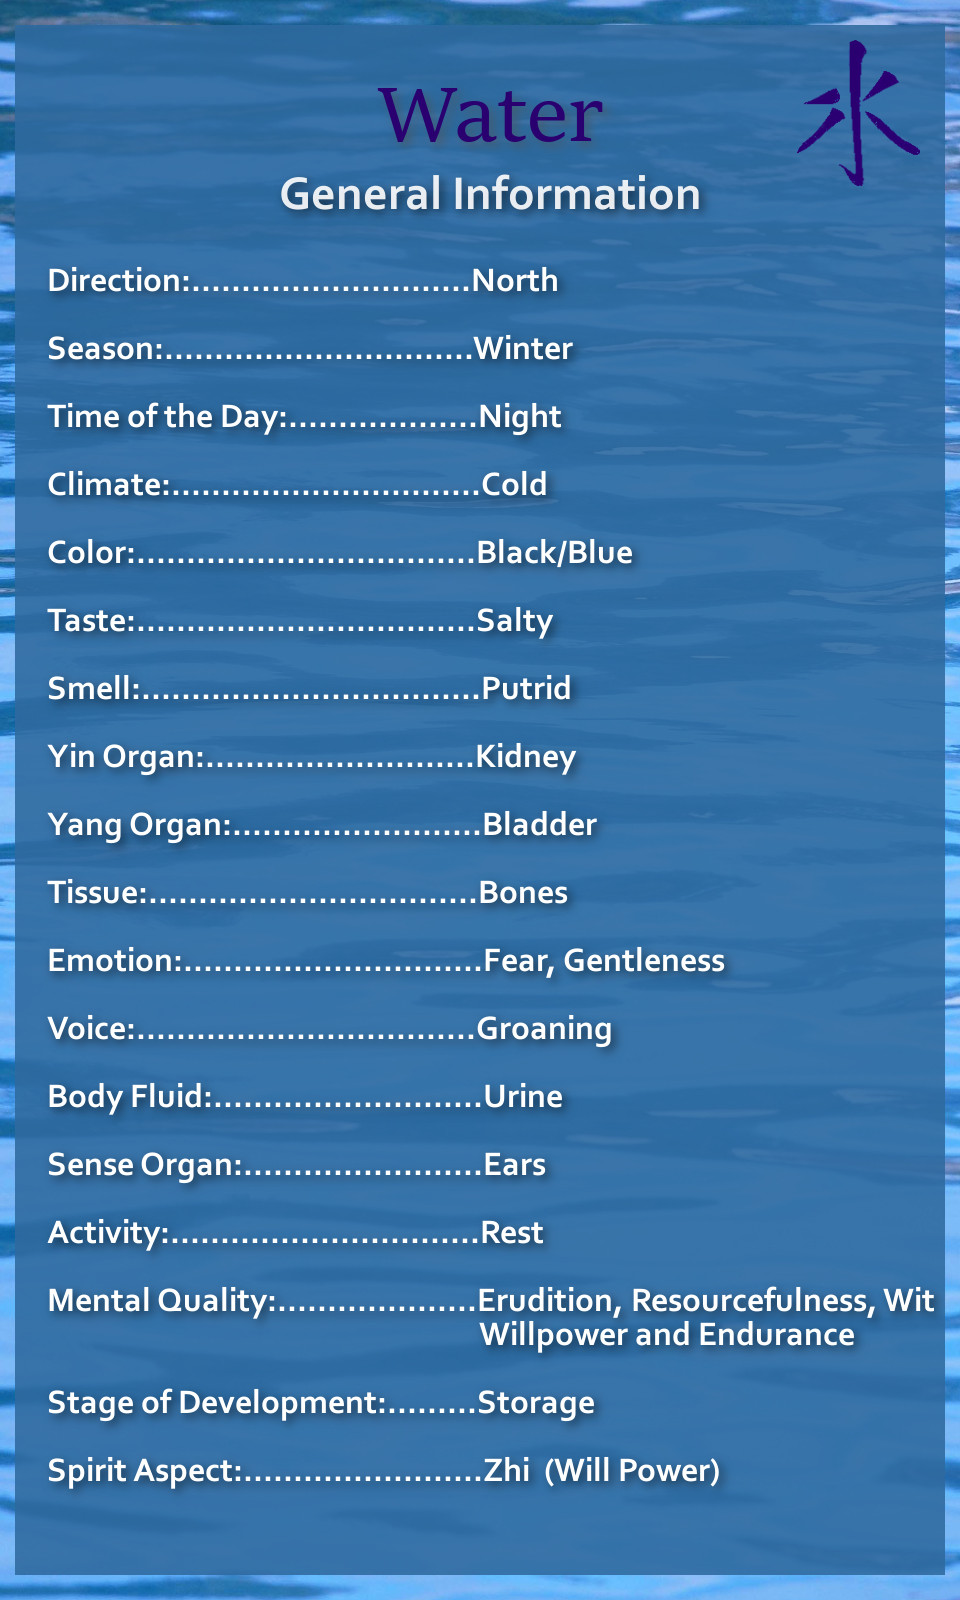 Water
水
General Information
Direction:............................North
Season:...............................Winter
Time of the Day:...................Night
Climate:...............................Cold
Color:..................................Black/Blue
Taste:..................................Salty
Smell:..................................Putrid
Yin Organ:...........................Kidney
Yang Organ:.........................Bladder
Tissue:.................................Bones
Emotion:..............................Fear, Gentleness
Voice:..................................Groaning
Body Fluid:...........................Urine
Sense Organ:........................Ears
Activity:...............................Rest
Mental Quality:....................Erudition, Resourcefulness, Wit
Willpower and Endurance
Stage of Development:.........Storage
Spirit Aspect:........................Zhi (Will Power)